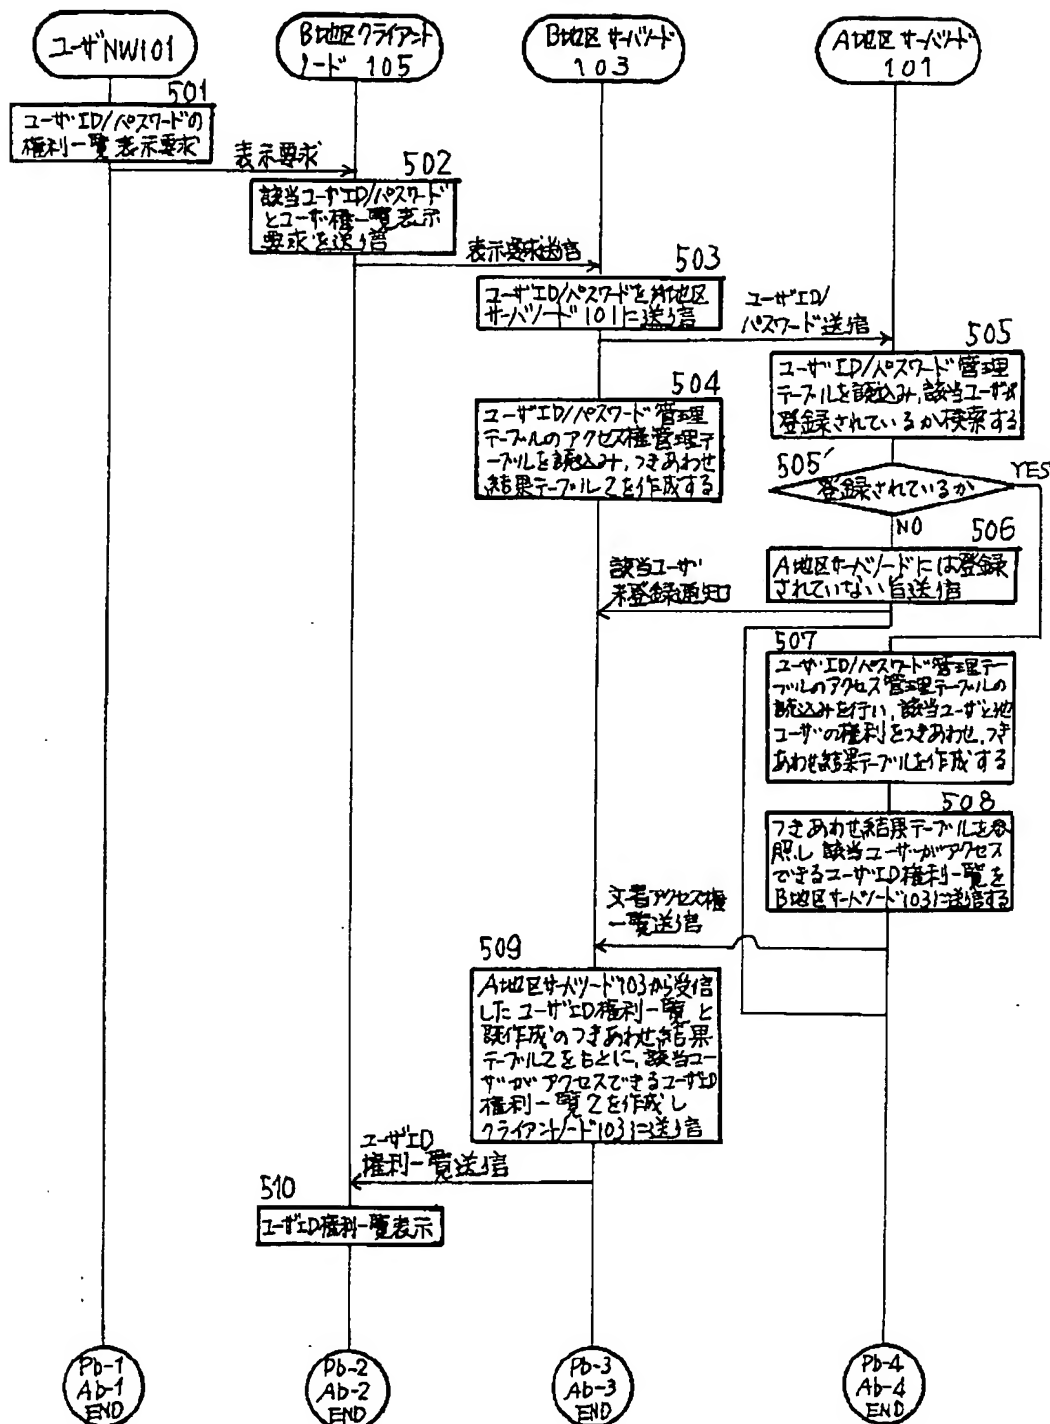 ユーザNW101
B地区クライアント
ノード 105
B地区サーバノード
103
A地区サーバノード
101
501
ユーザID/パスワードの
権利一覧表示要求
表示要求
502
該当ユーザID/パスワード
とユーザ権一覧表示
要求を送信
表示要求送信
503
ユーザID/パスワードをA地区
サーバノード101に送信
ユーザID/
パスワード送信
504
ユーザID/パスワード管理
テーブルのアクセス権管理テ
ーブルを読込み,つきあわせ
結果テーブル2を作成する
505
ユーザID/パスワード管理
テーブルを読込み,該当ユーザが
登録されているか検索する
505'
登録されているか
YES
NO
506
A地区サーバノードには登録
されていない旨送信
該当ユーザ
未登録通知
507
ユーザID/パスワード管理テー
ブルのアクセス管理テーブルの
読込みを行い,該当ユーザと他
ユーザの権利をつきあわせ,つき
あわせ結果テーブルを作成する
508
つきあわせ結果テーブルを参
照し該当ユーザがアクセス
できるユーザID権利一覧を
B地区サーバノード103に送信する
文書アクセス権
一覧送信
509
A地区サーバノード103から受信
したユーザID権利一覧と
既作成のつきあわせ結果
テーブル2をもとに,該当ユー
ザがアクセスできるユーザID
権利一覧2を作成し
クライアントノード103に送信
ユーザID
権利一覧送信
510
ユーザID権利一覧表示
Pb-1
Ab-1
END
Pb-2
Ab-2
END
Pb-3
Ab-3
END
Pb-4
Ab-4
END